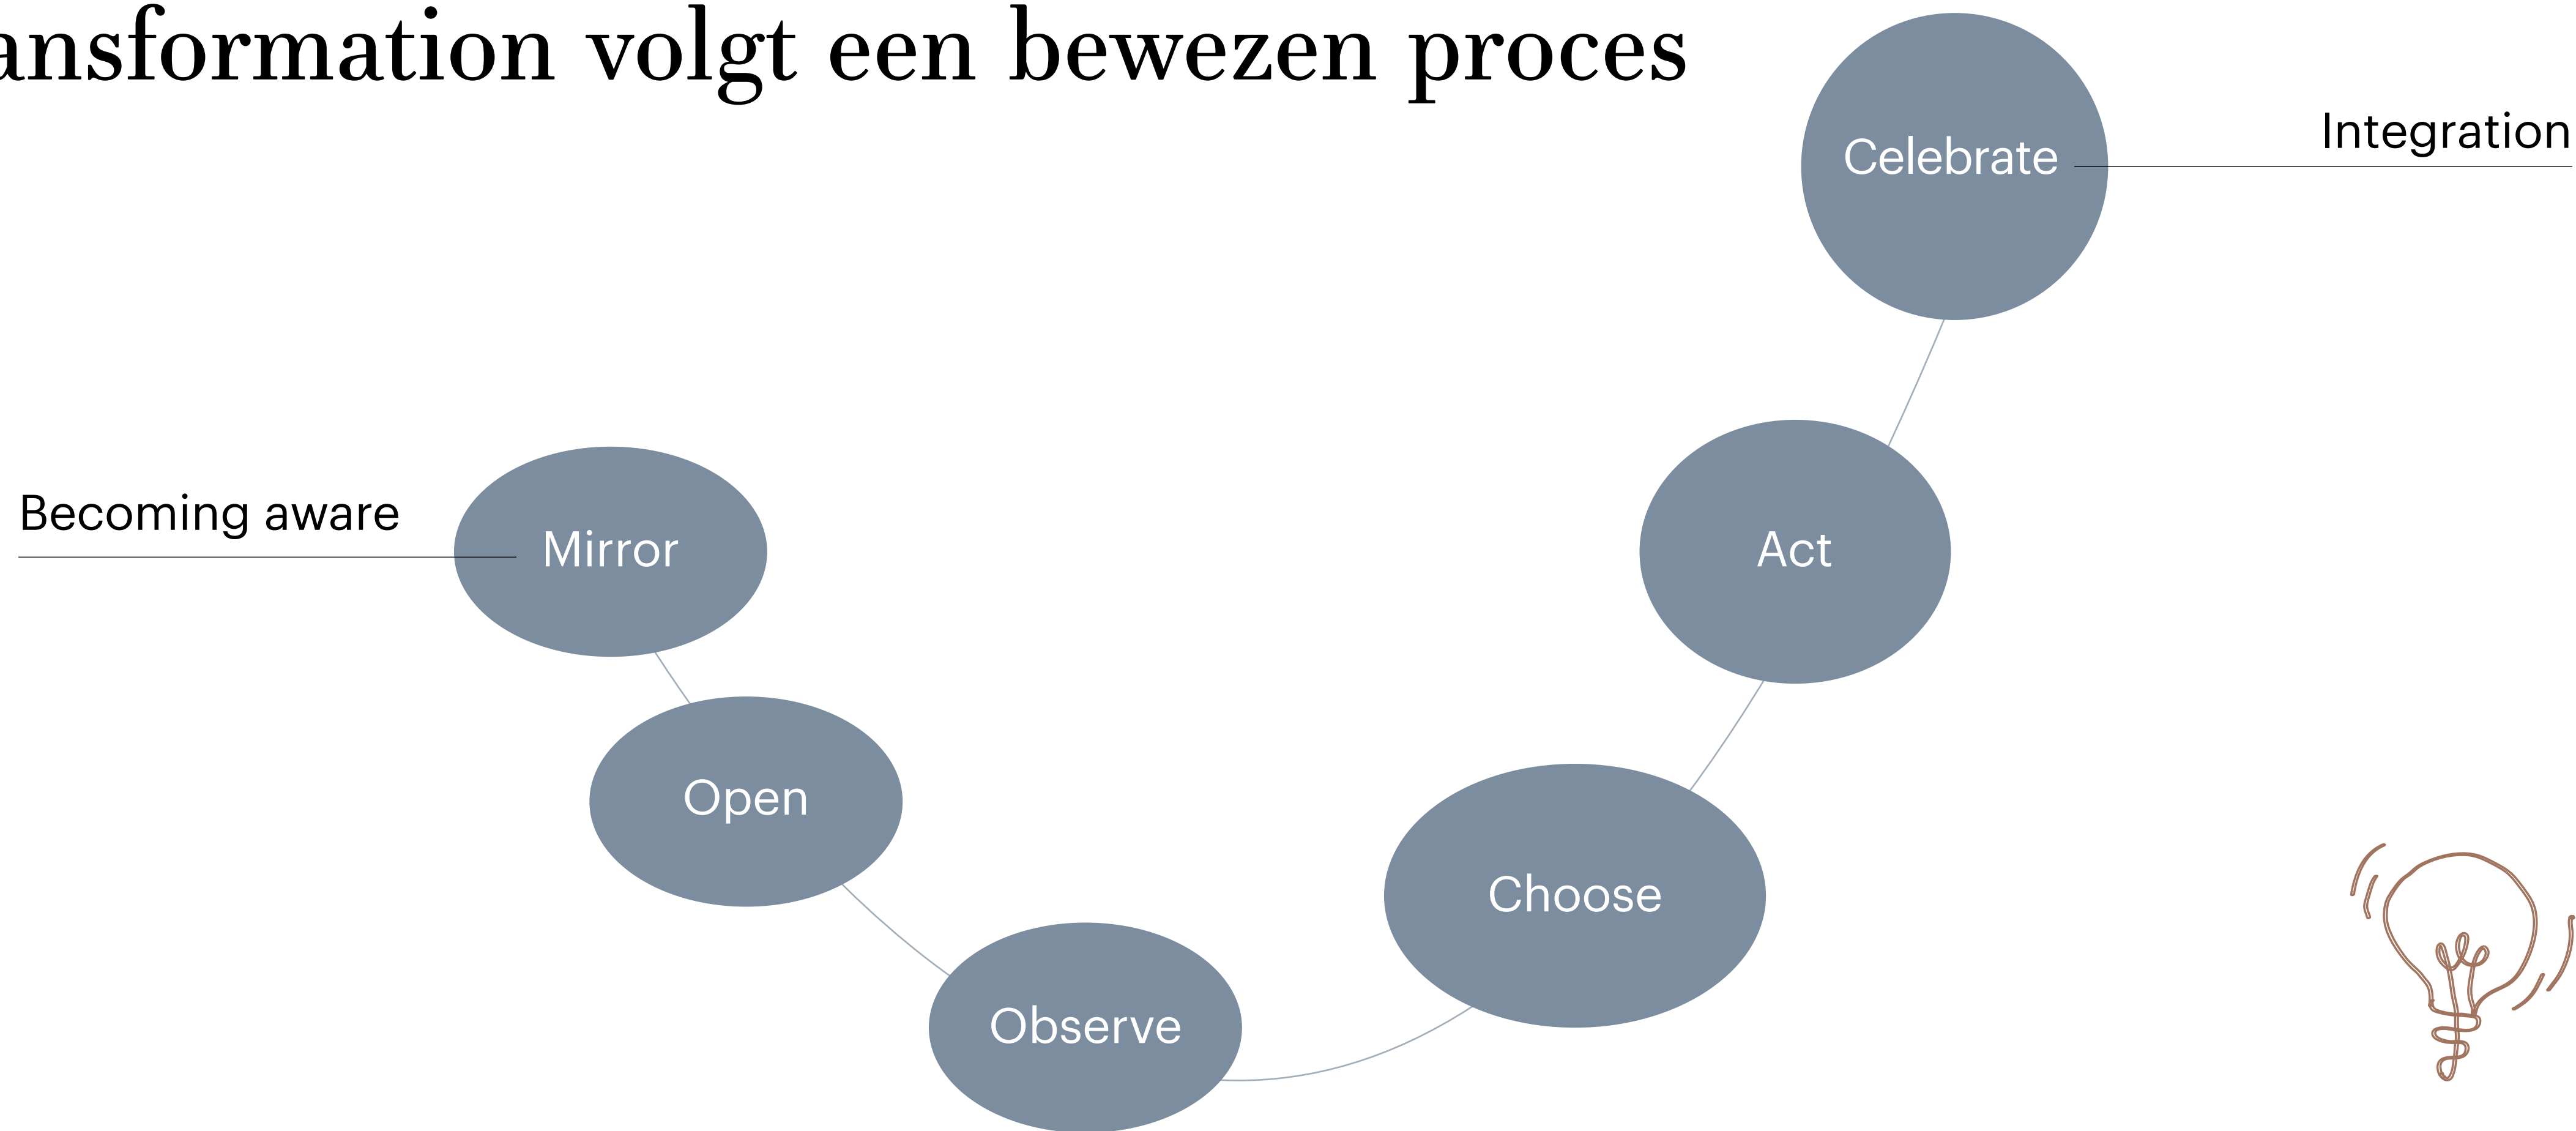 ansformation volgt een bewezen proces
Celebrate
Integration
Becoming aware
Mirror
Act
Open
Choose
Observe